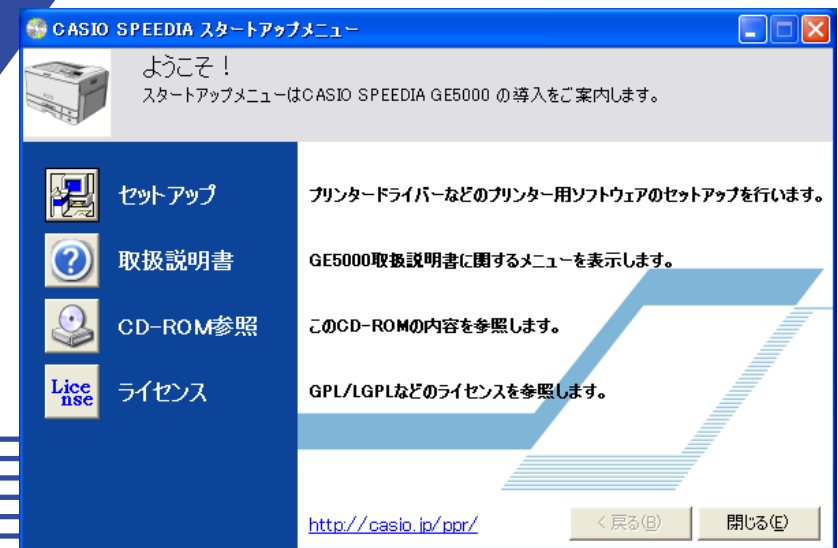 CASIO SPEEDIA スタートアップメニュー
ようこそ！
スタートアップメニューはCASIO SPEEDIA GE5000 の導入をご案内します。
セットアップ
プリンタードライバーなどのプリンター用ソフトウェアのセットアップを行います。
取扱説明書
GE5000取扱説明書に関するメニューを表示します。
CD-ROM参照
このCD-ROMの内容を参照します。
Lice
nse
ライセンス
GPL/LGPLなどのライセンスを参照します。
http://casio.jp/ppr/
< 戻る(B)
閉じる(E)